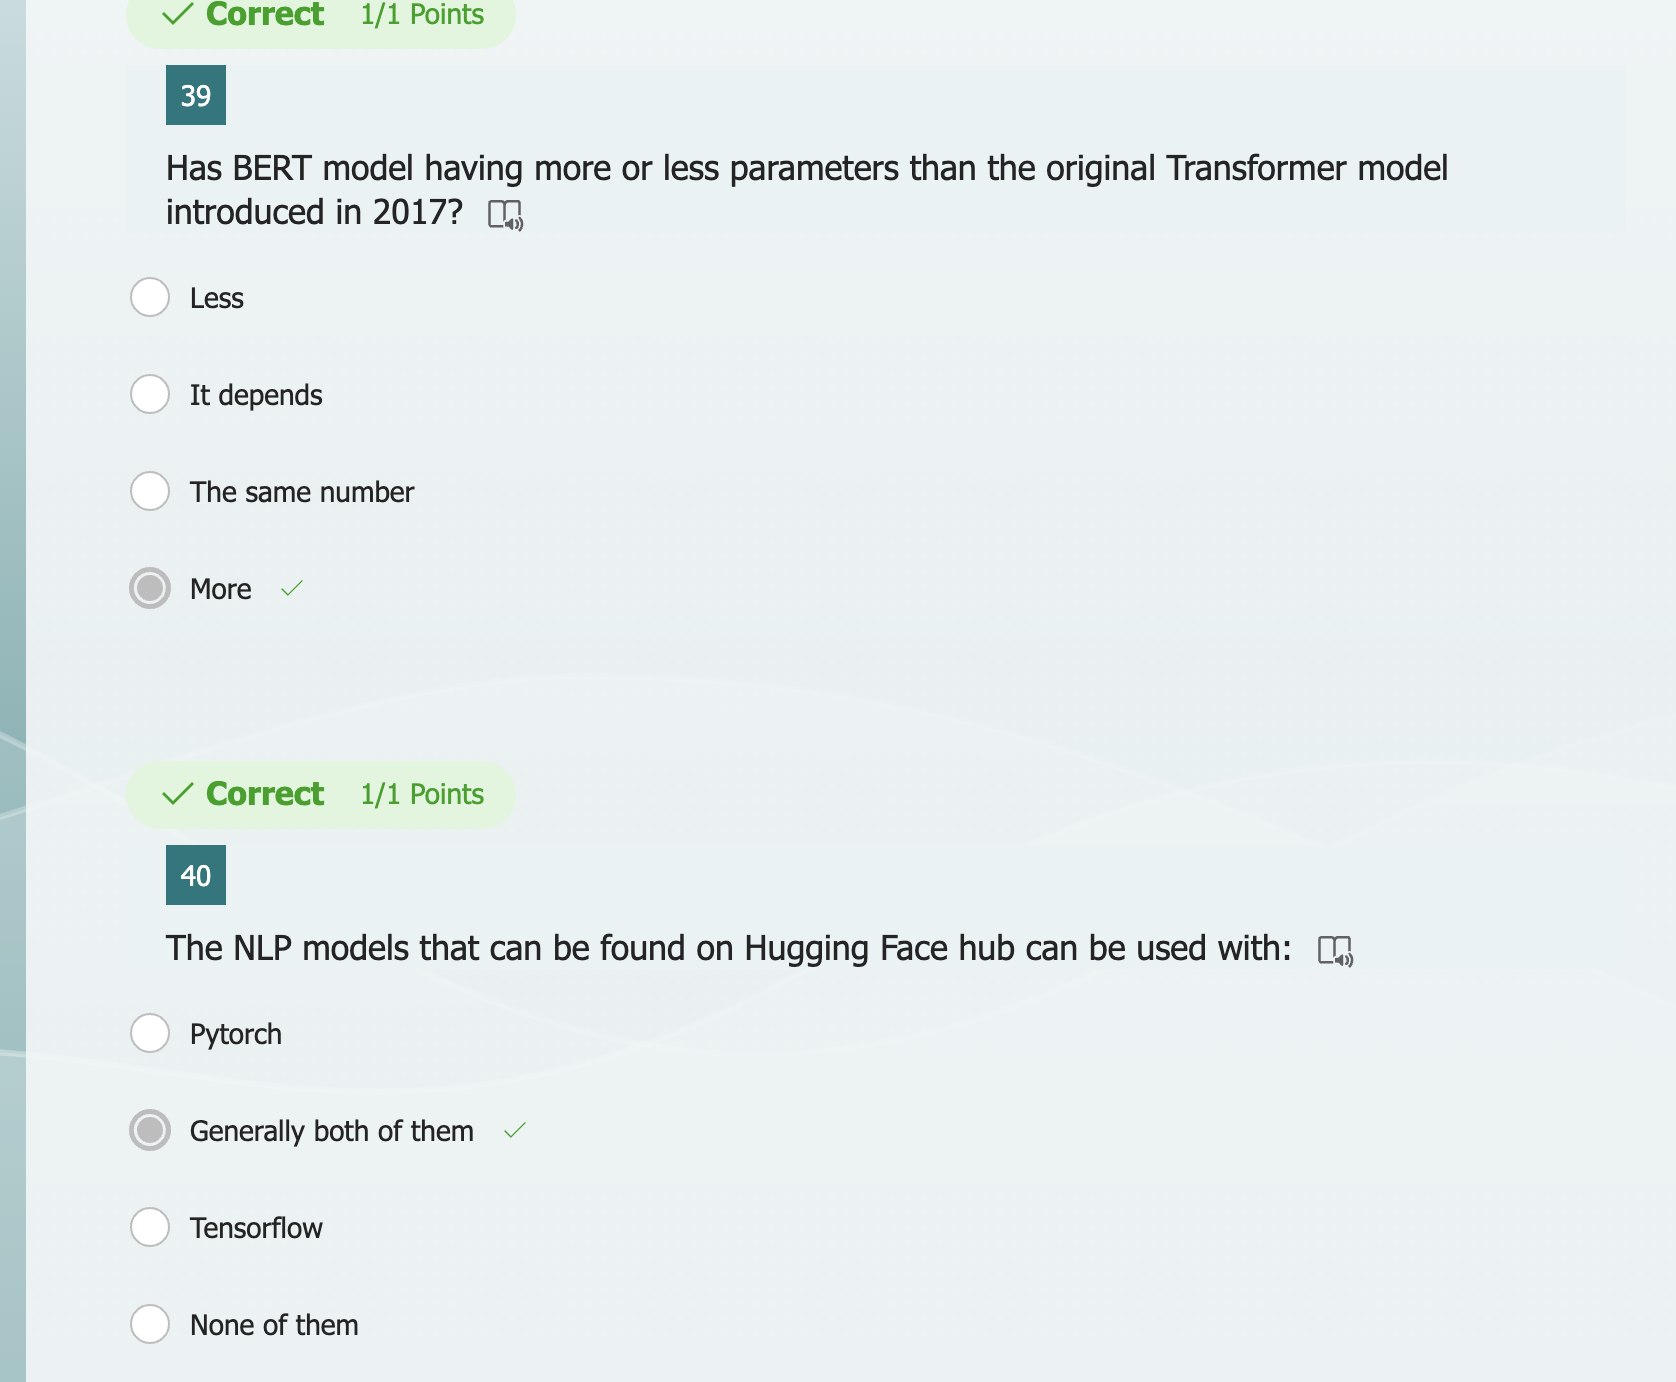 Correct 1/1 Points
39
Has BERT model having more or less parameters than the original Transformer model
introduced in 2017?
Less
It depends
The same number
More
Correct 1/1 Points
40
The NLP models that can be found on Hugging Face hub can be used with:
Pytorch
Generally both of them
Tensorflow
None of them